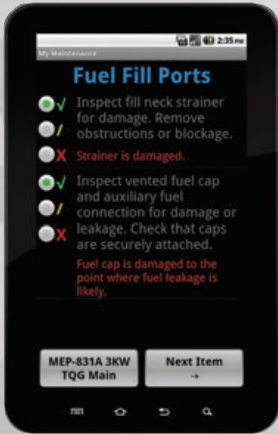 2:35 PM
My Maintenance
Fuel Fill Ports
Inspect fill neck strainer
for damage. Remove
obstructions or blockage.
Strainer is damaged.
Inspect vented fuel cap
and auxiliary fuel
connection for damage or
leakage. Check that caps
are securely attached.
Fuel cap is damaged to the
point where fuel leakage is
likely.
MEP-831A 3KW
TQG Main
Next Item
→